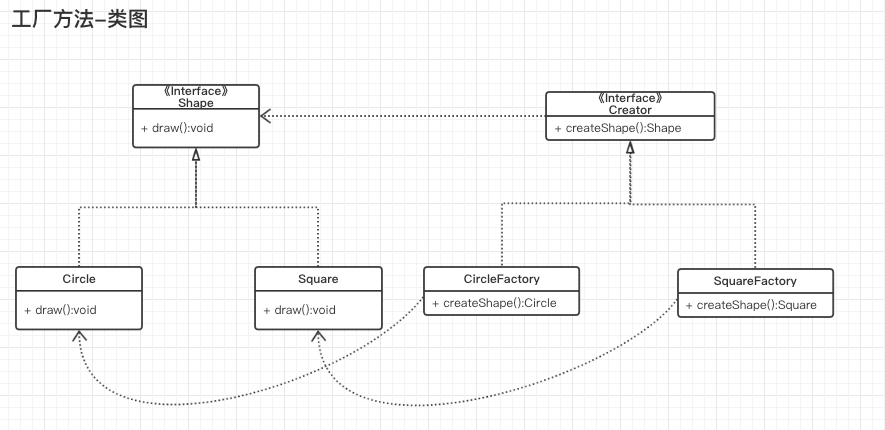 工厂方法-类图
《Interface》
Shape
+ draw():void
《Interface》
Creator
+ createShape():Shape
Circle
+ draw():void
Square
+ draw():void
CircleFactory
+ createShape():Circle
SquareFactory
+ createShape():Square